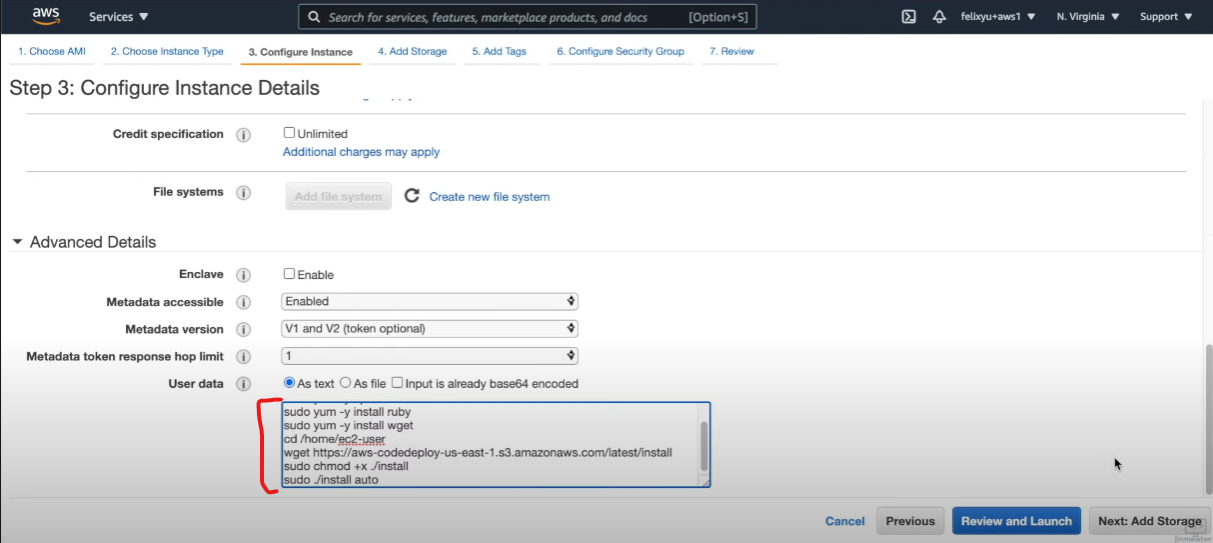 aws
Services
Search for services, features, marketplace products, and docs [Option+S]
felixyu+aws1
N. Virginia
Support
1. Choose AMI
2. Choose Instance Type
3. Configure Instance
4. Add Storage
5. Add Tags
6. Configure Security Group
7. Review
Step 3: Configure Instance Details
Credit specification
Unlimited
Additional charges may apply
File systems
Add file system
Create new file system
Advanced Details
Enclave
Enable
Metadata accessible
Enabled
Metadata version
V1 and V2 (token optional)
Metadata token response hop limit
1
User data
As text
As file
Input is already base64 encoded
sudo yum -y install ruby
sudo yum -y install wget
cd /home/ec2-user
wget https://aws-codedeploy-us-east-1.s3.amazonaws.com/latest/install
sudo chmod +x ./install
sudo ./install auto
Cancel
Previous
Review and Launch
Next: Add Storage